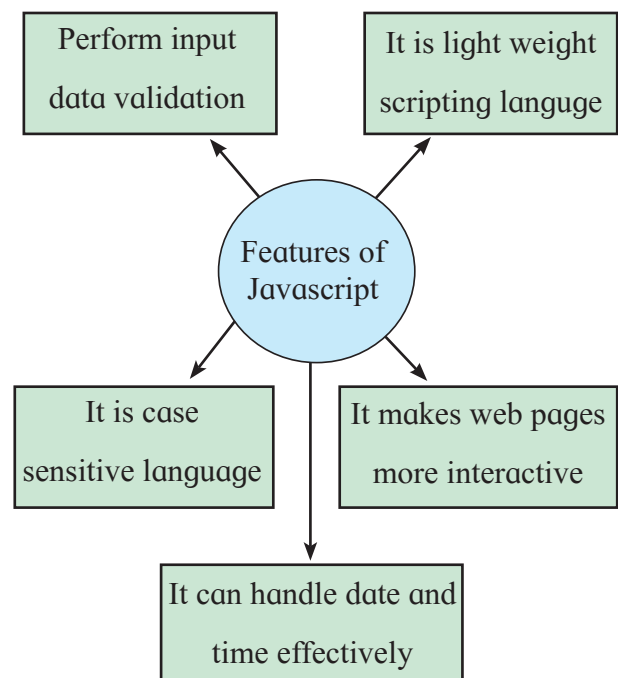 Perform input
data validation
It is light weight
scripting languge
Features of
Javascript
It is case
sensitive language
It makes web pages
more interactive
It can handle date and
time effectively